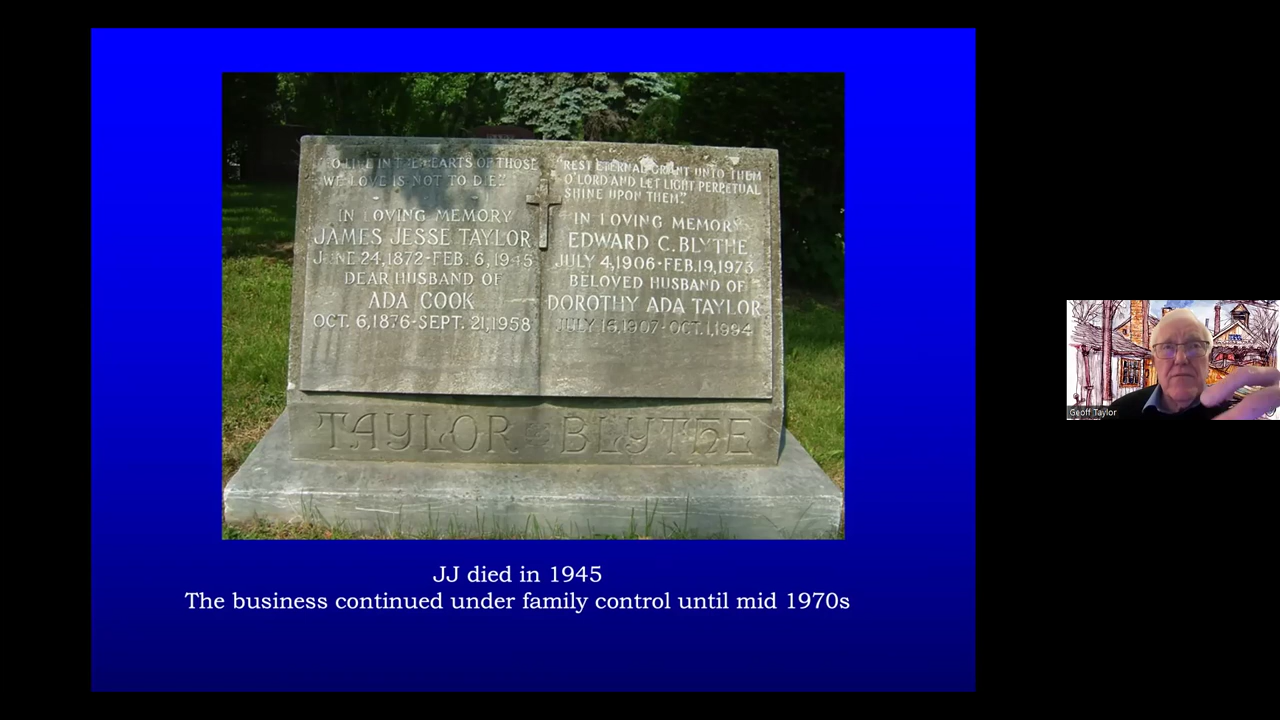 "TO LIVE IN THE HEARTS OF THOSE
WE LOVE IS NOT TO DIE."
IN LOVING MEMORY
JAMES JESSE TAYLOR
JUNE 24,1872-FEB. 6, 1945
DEAR HUSBAND OF
ADA COOK
OCT. 6,1876-SEPT. 21,1958
"REST ETERNAL GRANT UNTO THEM
O LORD AND LET LIGHT PERPETUAL
SHINE UPON THEM."
IN LOVING MEMORY
EDWARD C. BLYTHE
JULY 4,1906-FEB.19,1973
BELOVED HUSBAND OF
DOROTHY ADA TAYLOR
JULY 16,1907-OCT.1,1994
TAYLOR BLYTHE
JJ died in 1945
The business continued under family control until mid 1970s
Geoff Taylor